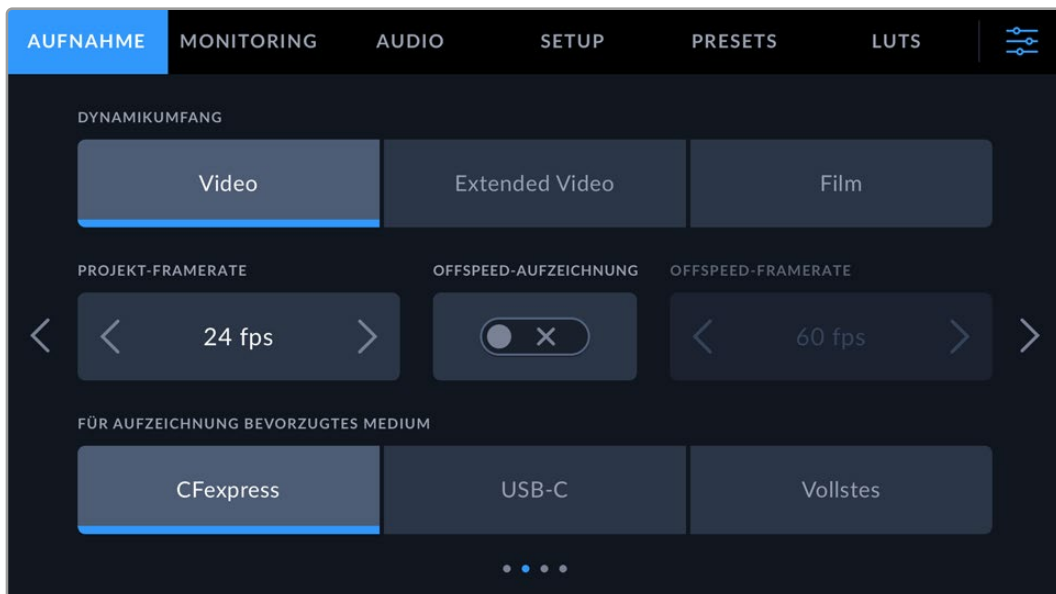 AUFNAHME MONITORING AUDIO SETUP PRESETS LUTS
DYNAMIKUMFANG
Video Extended Video Film
PROJEKT-FRAMERATE OFFSPEED-AUFZEICHNUNG OFFSPEED-FRAMERATE
24 fps 60 fps
FÜR AUFZEICHNUNG BEVORZUGTES MEDIUM
CFexpress USB-C Vollstes